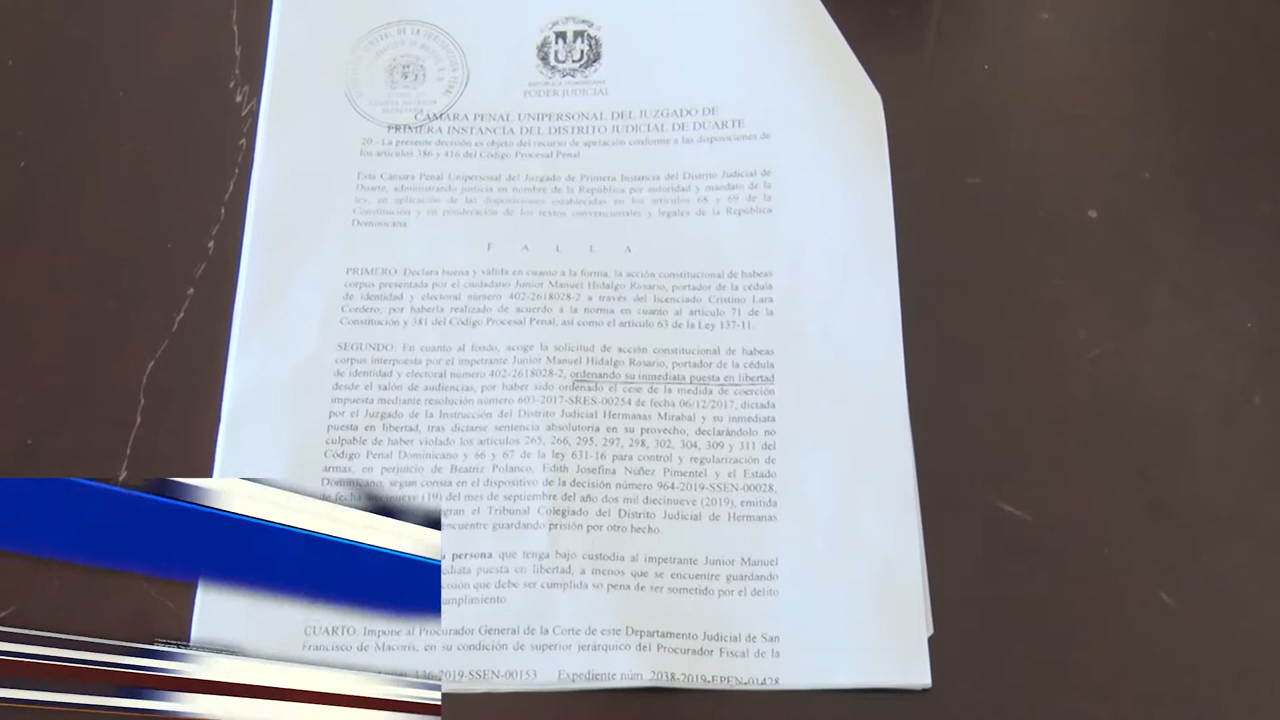 REPÚBLICA DOMINICANA
PODER JUDICIAL
CÁMARA PENAL UNIPERSONAL DEL JUZGADO DE
PRIMERA INSTANCIA DEL DISTRITO JUDICIAL DE DUARTE
20.- La presente decisión es objeto del recurso de apelación conforme a las disposiciones de
los artículos 386 y 416 del Código Procesal Penal
Esta Cámara Penal Unipersonal del Juzgado de Primera Instancia del Distrito Judicial de
Duarte, administrando justicia en nombre de la República por autoridad y mandato de la
ley, en aplicación de las disposiciones establecidas en los artículos 68 y 69 de la
Constitución y en ponderación de los textos convencionales y legales de la República
Dominicana
F A L L A
PRIMERO: Declara buena y válida en cuanto a la forma, la acción constitucional de habeas
corpus presentada por el ciudadano Junior Manuel Hidalgo Rosario, portador de la cédula
de identidad y electoral número 402-2618028-2 a través del licenciado Cristino Lara
Cordero, por haberla realizado de acuerdo a la norma en cuanto al artículo 71 de la
Constitución y 381 del Código Procesal Penal, así como el artículo 63 de la Ley 137-11.
SEGUNDO: En cuanto al fondo, acoge la solicitud de acción constitucional de habeas
corpus interpuesta por el impetrante Junior Manuel Hidalgo Rosario, portador de la cédula
de identidad y electoral número 402-2618028-2, ordenando su inmediata puesta en libertad
desde el salón de audiencias, por haber sido ordenado el cese de la medida de coerción
impuesta mediante resolución número 603-2017-SRES-00254 de fecha 06/12/2017, dictada
por el Juzgado de la Instrucción del Distrito Judicial Hermanas Mirabal y su inmediata
puesta en libertad, tras dictarse sentencia absolutoria en su provecho, declarándolo no
culpable de haber violado los artículos 265, 266, 295, 297, 298, 302, 304, 309 y 311 del
Código Penal Dominicano y 66 y 67 de la ley 631-16 para control y regularización de
armas, en perjuicio de Beatriz Polanco, Edith Josefina Núñez Pimentel y el Estado
Dominicano, según consta en el dispositivo de la decisión número 964-2019-SSEN-00028,
de fecha diecinueve (19) del mes de septiembre del año dos mil diecinueve (2019), emitida
el Tribunal Colegiado del Distrito Judicial de Hermanas
encuentre guardando prisión por otro hecho.
persona que tenga bajo custodia al impetrante Junior Manuel
puesta en libertad, a menos que se encuentre guardando
que debe ser cumplida so pena de ser sometido por el delito
CUARTO: Impone al Procurador General de la Corte de este Departamento Judicial de San
Francisco de Macorís, en su condición de superior jerárquico del Procurador Fiscal de la
136-2019-SSEN-00153 Expediente núm. 2038-2019-EPEN-01428